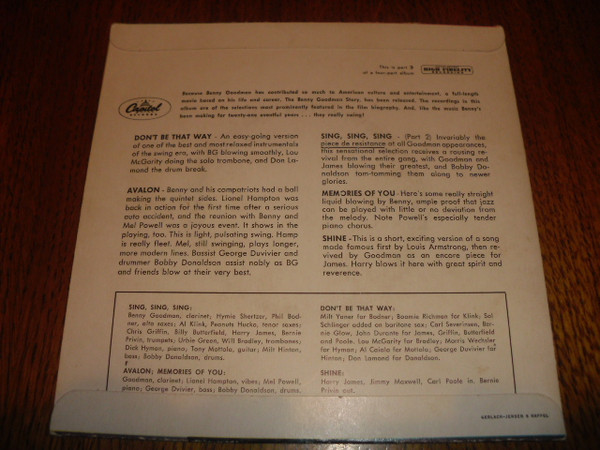 This is part 2
of a two-part album
HIGH FIDELITY
Capitol
RECORDS
Because Benny Goodman has contributed so much to American culture and entertainment, a full-length
movie based on his life and career, The Benny Goodman Story, has been released. The recordings in this
album are of the selections most prominently featured in the film biography. And, like the music Benny's
been making for twenty-one eventful years . . . they really swing!
DON'T BE THAT WAY - An easy-going version
of one of the best and most relaxed instrumentals
of the swing era, with BG blowing smoothly, Lou
McGarity doing the solo trombone, and Don La-
mond the drum break.
AVALON - Benny and his compatriots had a ball
making the quintet sides. Lionel Hampton was
back in action for the first time after a serious
auto accident, and the reunion with Benny and
Mel Powell was a joyous event. It shows in the
playing, too. This is light, pulsating swing. Hamp
is really fleet. Mel, still swinging, plays longer,
more modern lines. Bassist George Duvivier and
drummer Bobby Donaldson assist nobly as BG
and friends blow at their very best.
SING, SING, SING - (Part 2) Invariably the
piece de resistance at all Goodman appearances,
this sensational selection receives a rousing re-
vival from the entire gang, with Goodman and
James blowing their greatest, and Bobby Do-
naldson tom-tomming them along to newer
glories.
MEMORIES OF YOU - Here's some really straight
liquid blowing by Benny, ample proof that jazz
can be played with little or no deviation from
the melody. Note Powell's especially tender
piano chorus.
SHINE - This is a short, exciting version of a song
made famous first by Louis Armstrong, then re-
vived by Goodman as an encore piece for
James. Harry blows it here with great spirit and
reverence.
SING, SING, SING:
Benny Goodman, clarinet; Hymie Shertzer, Phil Bod-
ner, alto saxes; Al Klink, Peanuts Hucko, tenor saxes;
Chris Griffin, Billy Butterfield, Harry James, Bernie
Privin, trumpets; Urbie Green, Will Bradley, trombones;
Dick Hyman, piano; Tony Mottola, guitar; Milt Hinton,
bass; Bobby Donaldson, drums.
AVALON; MEMORIES OF YOU:
Goodman, clarinet; Lionel Hampton, vibes; Mel Powell,
piano; George Dvivier, bass; Bobby Donaldson, drums.
DON'T BE THAT WAY:
Milt Yaner for Bodner; Boomie Richman for Klink; Sol
Schlinger added on baritone sax; Carl Severinsen, Ber-
nie Glow, John Durante for James, Griffin, Butterfield
and Poole. Lou McGarity for Bradley; Morris Wechsler
for Hyman; Al Caiola for Mottola; George Duvivier for
Hinton; Don Lamond for Donaldson.
SHINE:
Harry James, Jimmy Maxwell, Carl Poole in. Bernie
Privin out.